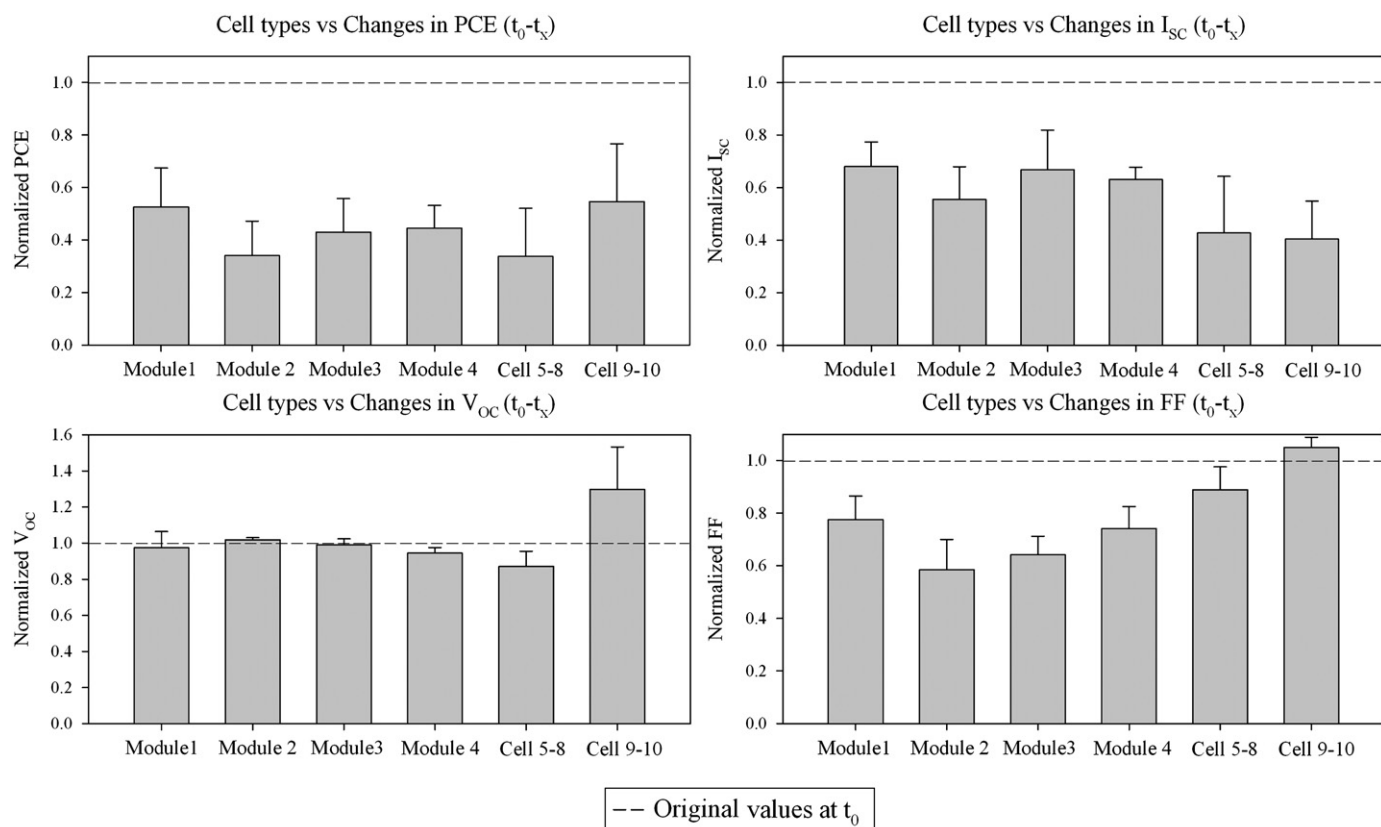 Cell types vs Changes in PCE (t₀-tₓ)
Normalized PCE
1.0
0.8
0.6
0.4
0.2
0.0
Module1 Module 2 Module3 Module 4 Cell 5-8 Cell 9-10
Cell types vs Changes in I_SC (t₀-tₓ)
Normalized I_SC
1.0
0.8
0.6
0.4
0.2
0.0
Module1 Module 2 Module3 Module 4 Cell 5-8 Cell 9-10
Cell types vs Changes in V_OC (t₀-tₓ)
Normalized V_OC
1.6
1.4
1.2
1.0
0.8
0.6
0.4
0.2
0.0
Module1 Module 2 Module3 Module 4 Cell 5-8 Cell 9-10
Cell types vs Changes in FF (t₀-tₓ)
Normalized FF
1.0
0.8
0.6
0.4
0.2
0.0
Module1 Module 2 Module3 Module 4 Cell 5-8 Cell 9-10
Original values at t₀